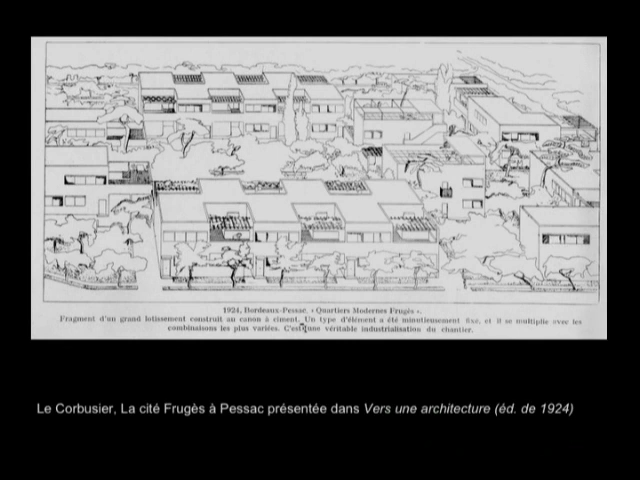 1924, Bordeaux-Pessac. « Quartiers Modernes Frugès ».
Fragment d'un grand lotissement construit au canon à ciment. Un type d'élément a été minutieusement fixé, et il se multiplie avec les
combinaisons les plus variées. C'est une véritable industrialisation du chantier.
Le Corbusier, La cité Frugès à Pessac présentée dans Vers une architecture (éd. de 1924)